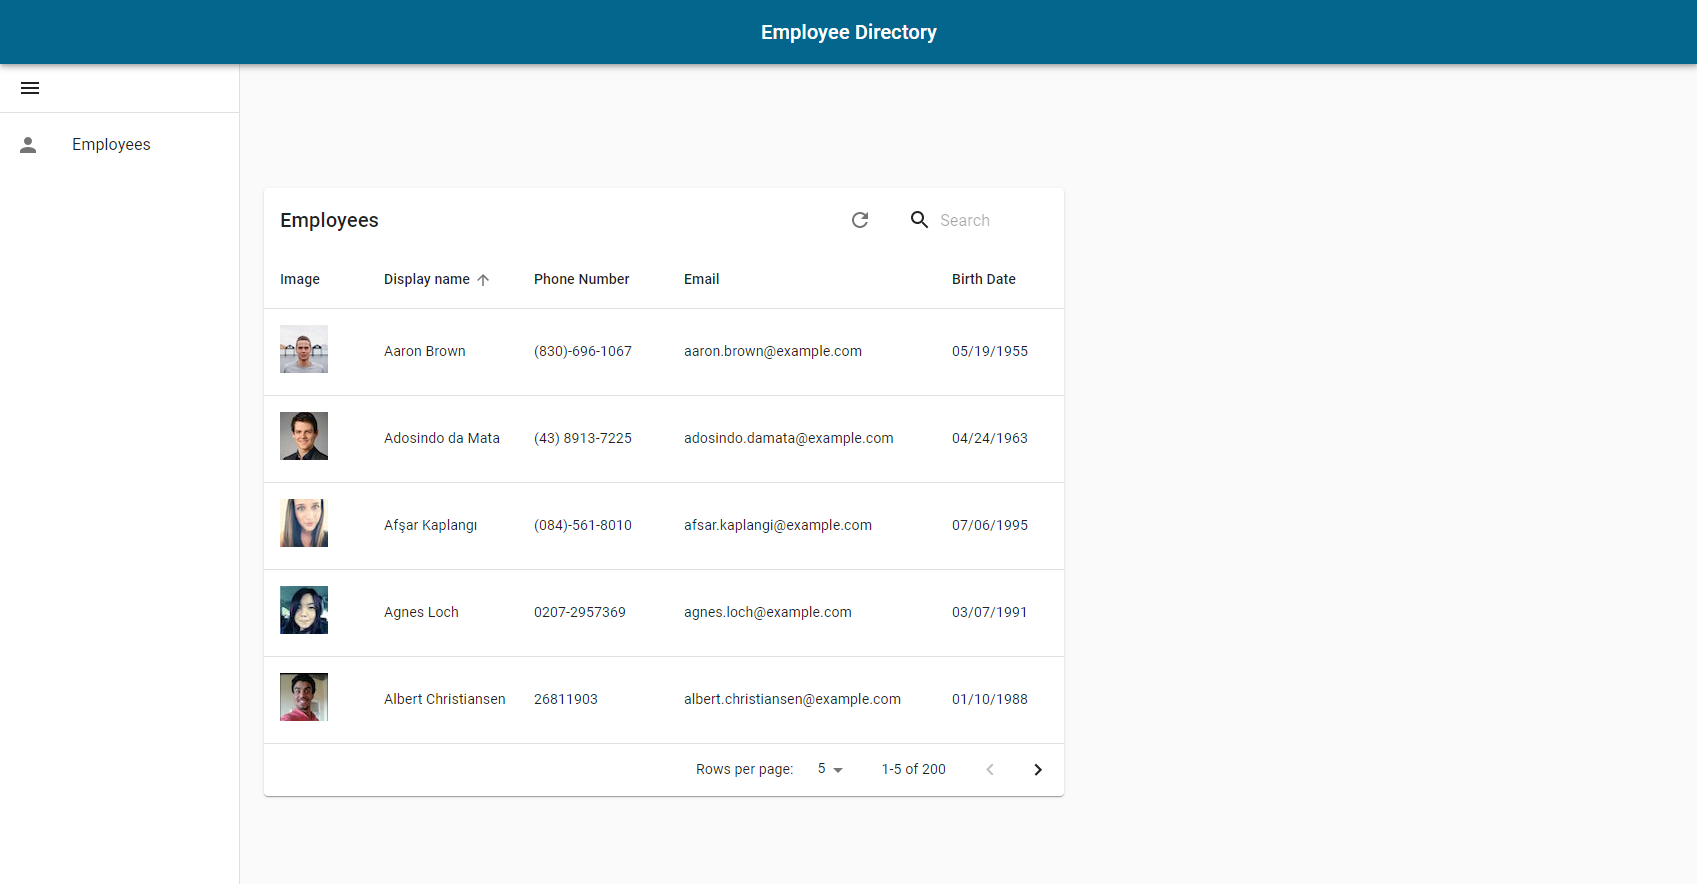 Employee Directory
Employees
Employees
Search
Image Display name Phone Number Email Birth Date
Aaron Brown (830)-696-1067 aaron.brown@example.com 05/19/1955
Adosindo da Mata (43) 8913-7225 adosindo.damata@example.com 04/24/1963
Afşar Kaplangı (084)-561-8010 afsar.kaplangi@example.com 07/06/1995
Agnes Loch 0207-2957369 agnes.loch@example.com 03/07/1991
Albert Christiansen 26811903 albert.christiansen@example.com 01/10/1988
Rows per page: 5 1-5 of 200